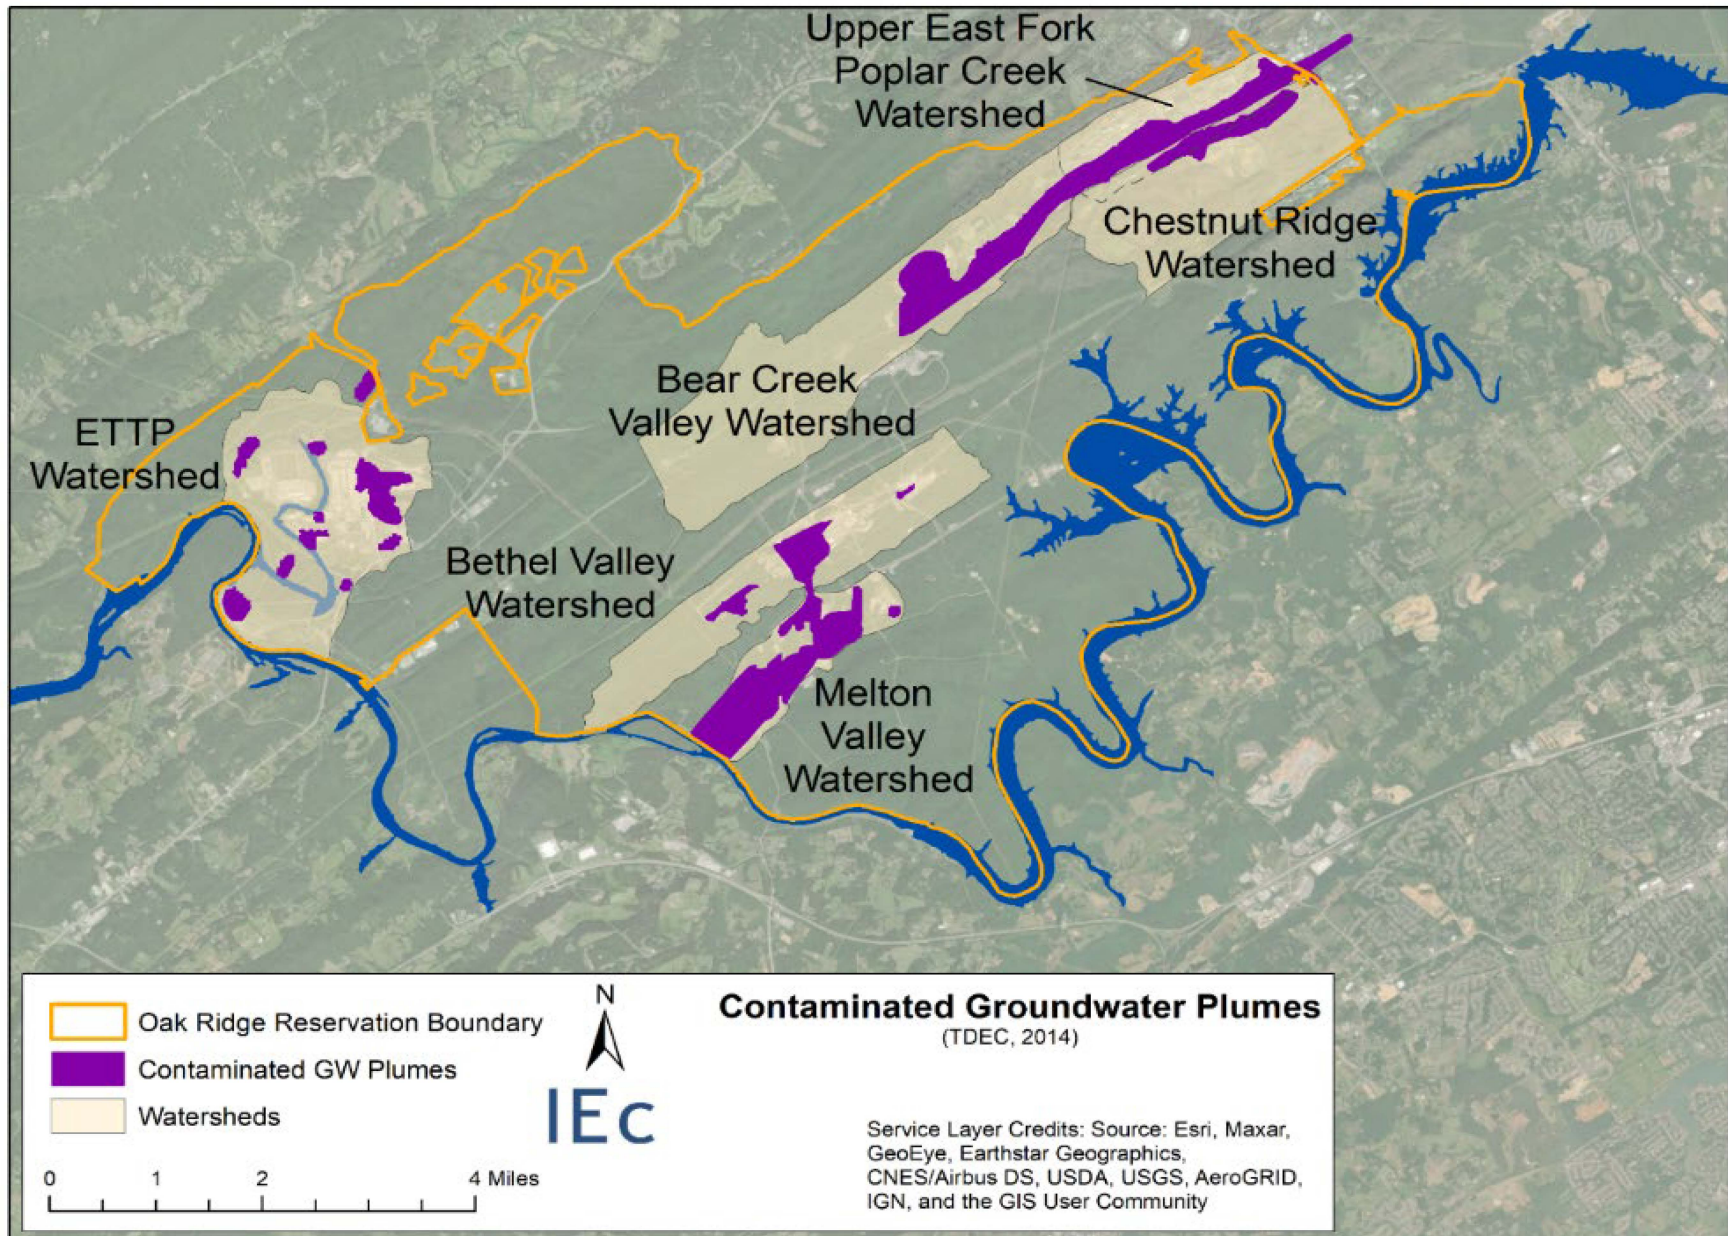 Upper East Fork
Poplar Creek
Watershed
Chestnut Ridge
Watershed
Bear Creek
Valley Watershed
ETTP
Watershed
Bethel Valley
Watershed
Melton
Valley
Watershed
Oak Ridge Reservation Boundary
Contaminated GW Plumes
Watersheds
0 1 2 4 Miles
N
IEc
Contaminated Groundwater Plumes
(TDEC, 2014)
Service Layer Credits: Source: Esri, Maxar,
GeoEye, Earthstar Geographics,
CNES/Airbus DS, USDA, USGS, AeroGRID,
IGN, and the GIS User Community